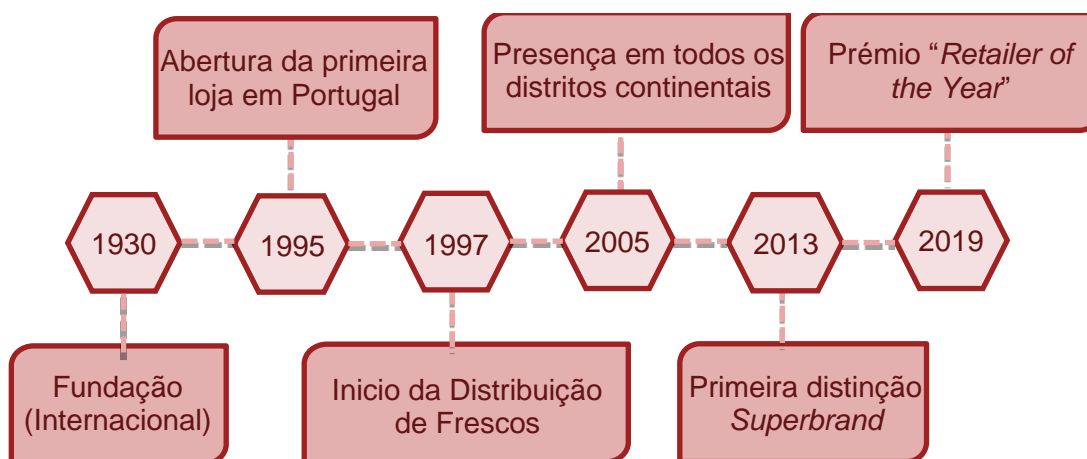 Abertura da primeira
loja em Portugal
Presença em todos os
distritos continentais
Prémio “Retailer of
the Year”
1930
1995
1997
2005
2013
2019
Fundação
(Internacional)
Inicio da Distribuição
de Frescos
Primeira distinção
Superbrand